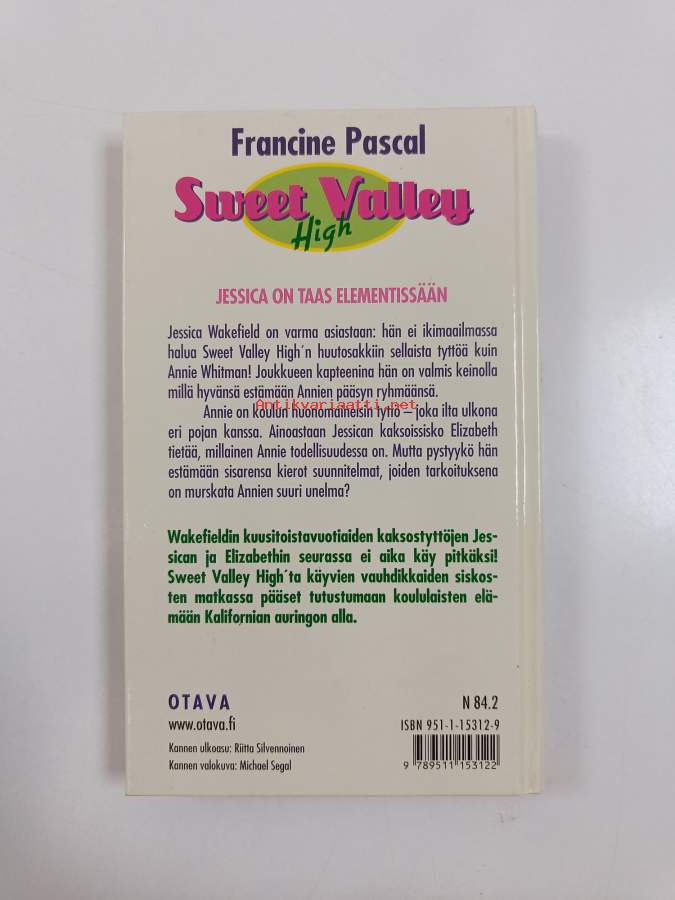 Francine Pascal
Sweet Valley
High
JESSICA ON TAAS ELEMENTISSÄÄN
Jessica Wakefield on varma asiastaan: hän ei ikimaailmassa
halua Sweet Valley High´n huutosakkiin sellaista tyttöä kuin
Annie Whitman! Joukkueen kapteenina hän on valmis keinolla
millä hyvänsä estämään Annien pääsyn ryhmäänsä.
Antikvariaatti.net
Annie on koulun huonomaineisin tyttö – joka ilta ulkona
eri pojan kanssa. Ainoastaan Jessican kaksoissisko Elizabeth
tietää, millainen Annie todellisuudessa on. Mutta pystyykö hän
estämään sisarensa kierot suunnitelmat, joiden tarkoituksena
on murskata Annien suuri unelma?
Wakefieldin kuusitoistavuotiaiden kaksostyttöjen Jes-
sican ja Elizabethin seurassa ei aika käy pitkäksi!
Sweet Valley High´ta käyvien vauhdikkaiden siskos-
ten matkassa pääset tutustumaan koululaisten elä-
mään Kalifornian auringon alla.
OTAVA
www.otava.fi
Kannen ulkoasu: Riitta Silvennoinen
Kannen valokuva: Michael Segal
N 84.2
ISBN 951-1-15312-9
9 789511 153122